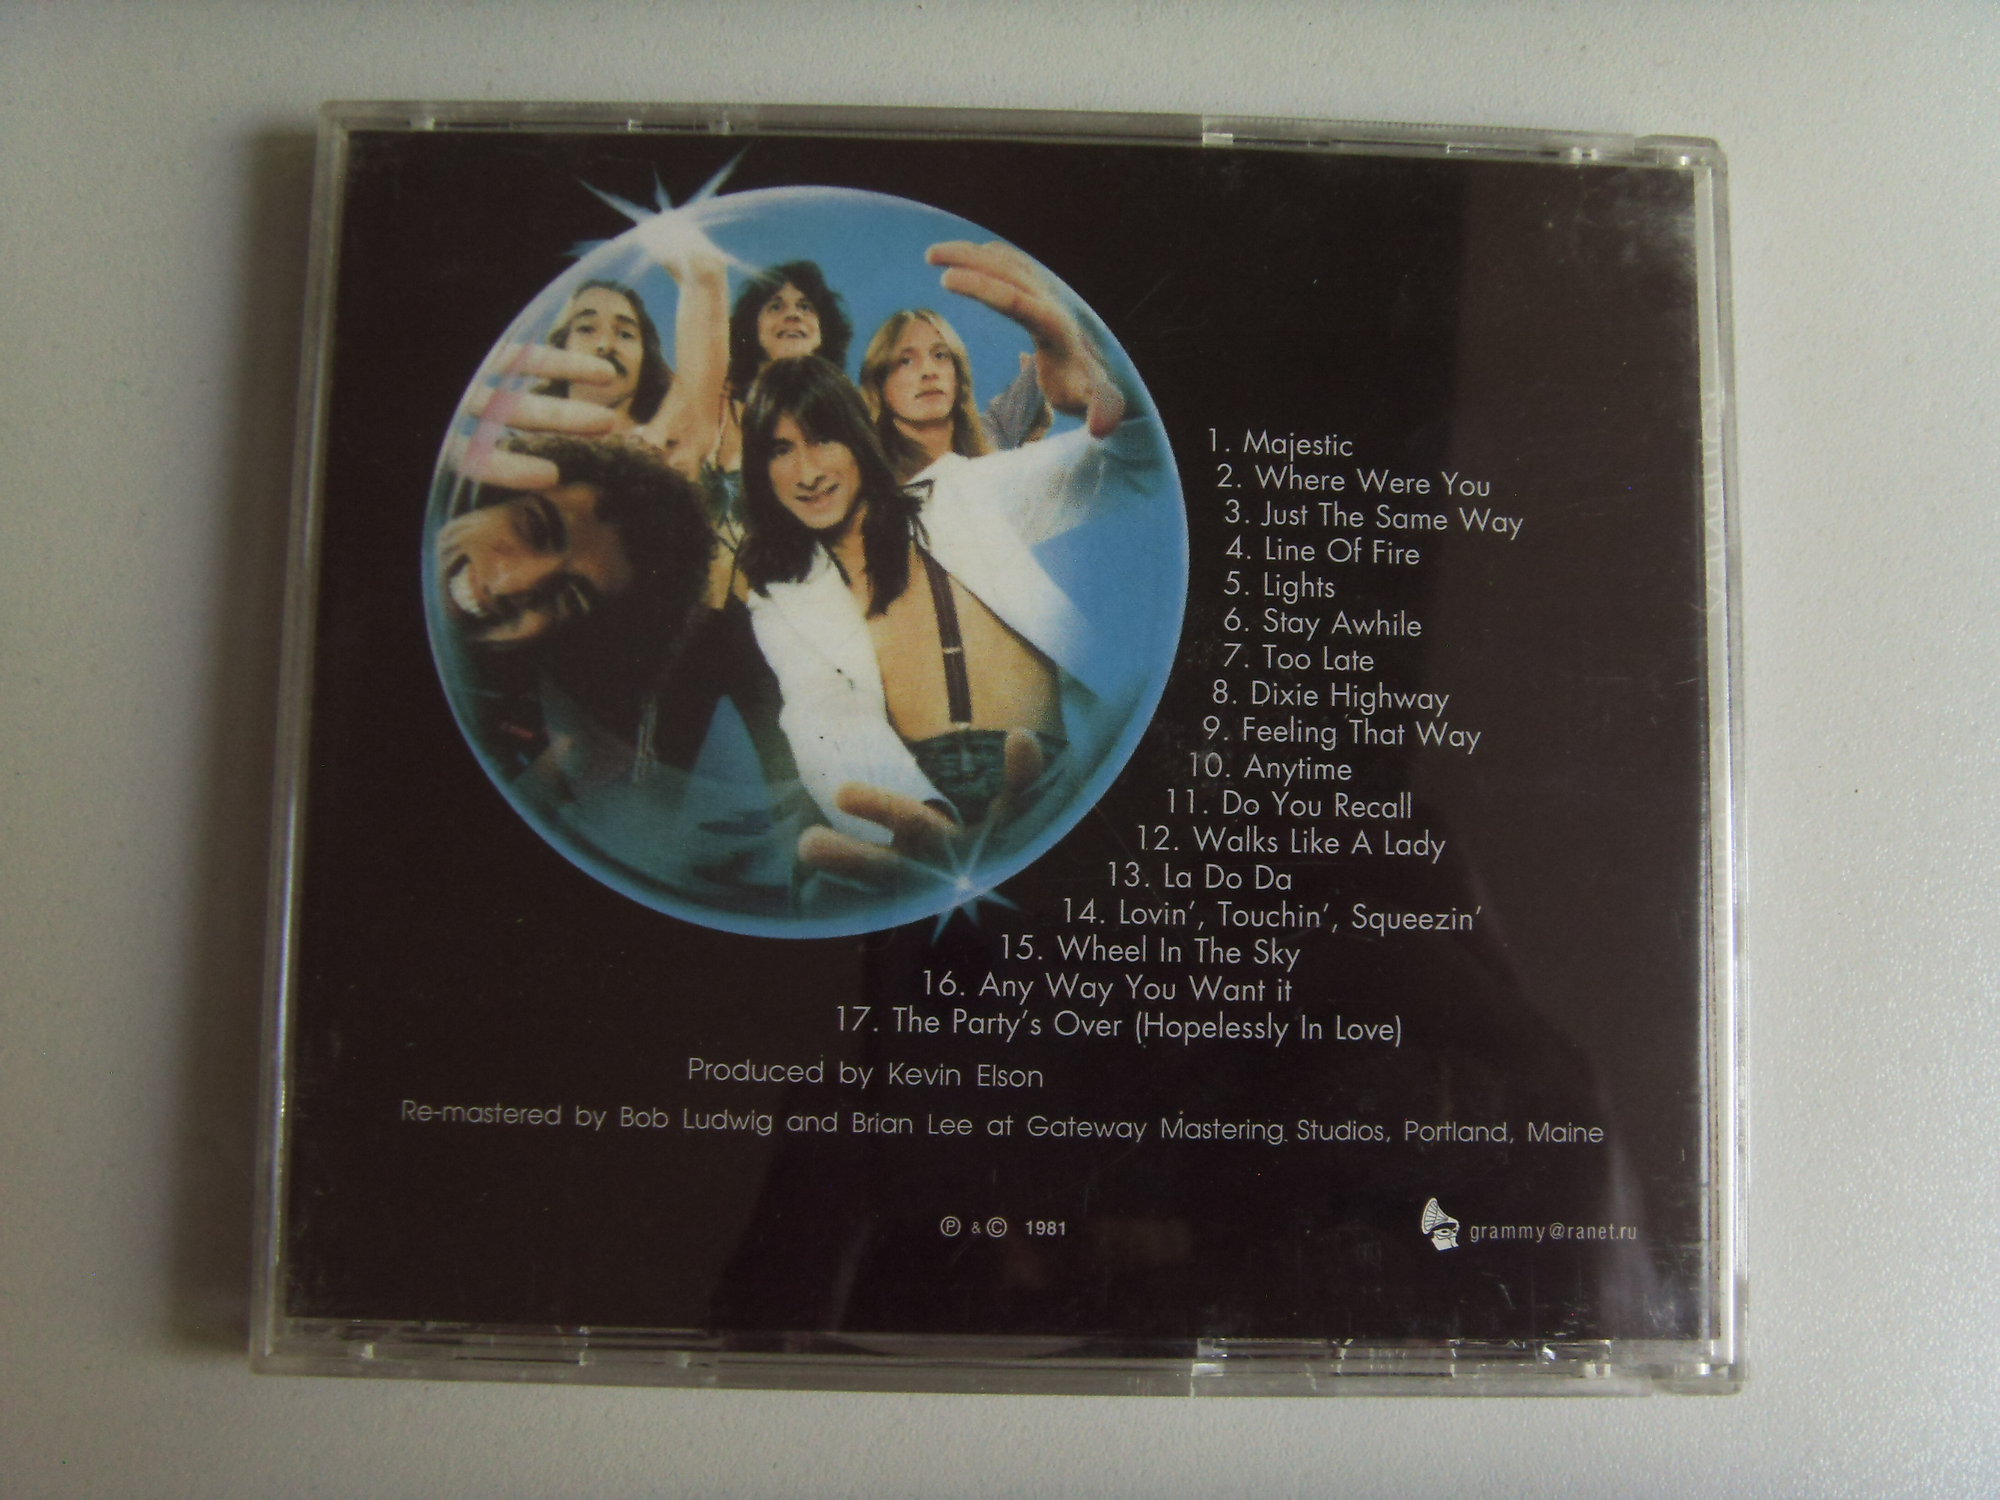 1. Majestic
2. Where Were You
3. Just The Same Way
4. Line Of Fire
5. Lights
6. Stay Awhile
7. Too Late
8. Dixie Highway
9. Feeling That Way
10. Anytime
11. Do You Recall
12. Walks Like A Lady
13. La Do Da
14. Lovin', Touchin', Squeezin'
15. Wheel In The Sky
16. Any Way You Want it
17. The Party's Over (Hopelessly In Love)
Produced by Kevin Elson
Re-mastered by Bob Ludwig and Brian Lee at Gateway Mastering Studios, Portland, Maine
Ⓟ & © 1981
grammy@ranet.ru